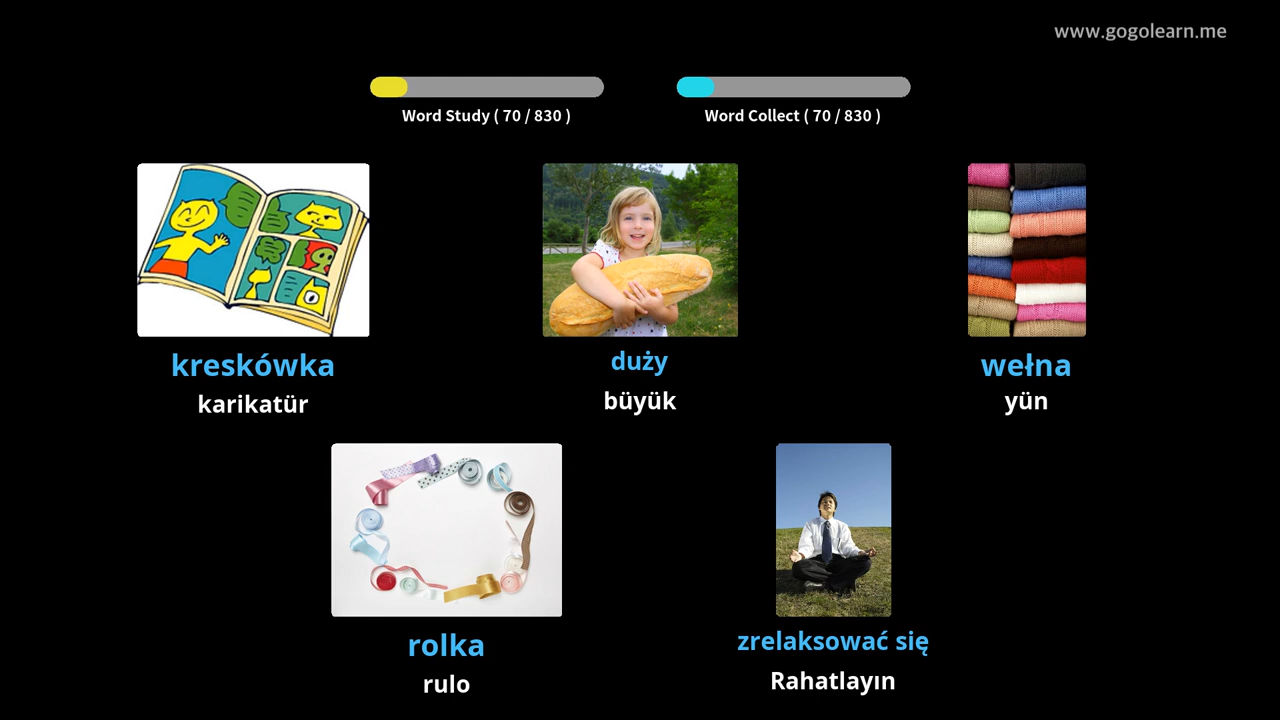 www.gogolearn.me
Word Study ( 70 / 830 )
Word Collect ( 70 / 830 )
kreskówka
karikatür
duży
büyük
wełna
yün
rolka
rulo
zrelaksować się
Rahatlayın